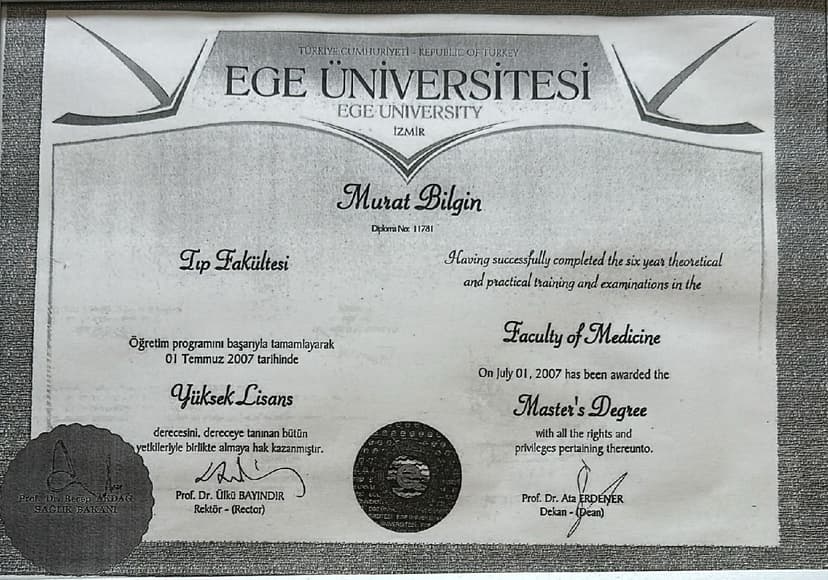 TÜRKİYE CUMHURİYETİ - REPUBLIC OF TURKEY
EGE ÜNİVERSİTESİ
EGE UNIVERSITY
İZMİR
Murat Bilgin
Diploma No: 11781
Tıp Fakültesi
Öğretim programını başarıyla tamamlayarak
01 Temmuz 2007 tarihinde
Yüksek Lisans
derecesini, dereceye tanınan bütün
yetkileriyle birlikte almaya hak kazanmıştır.
Having successfully completed the six year theoretical
and practical training and examinations in the
Faculty of Medicine
On July 01, 2007 has been awarded the
Master's Degree
with all the rights and
privileges pertaining thereunto.
Prof. Dr. Recep AKDAĞ
SAĞLIK BAKANI
Prof. Dr. Ülkü BAYINDIR
Rektör - (Rector)
Prof. Dr. Ata ERDENER
Dekan - (Dean)